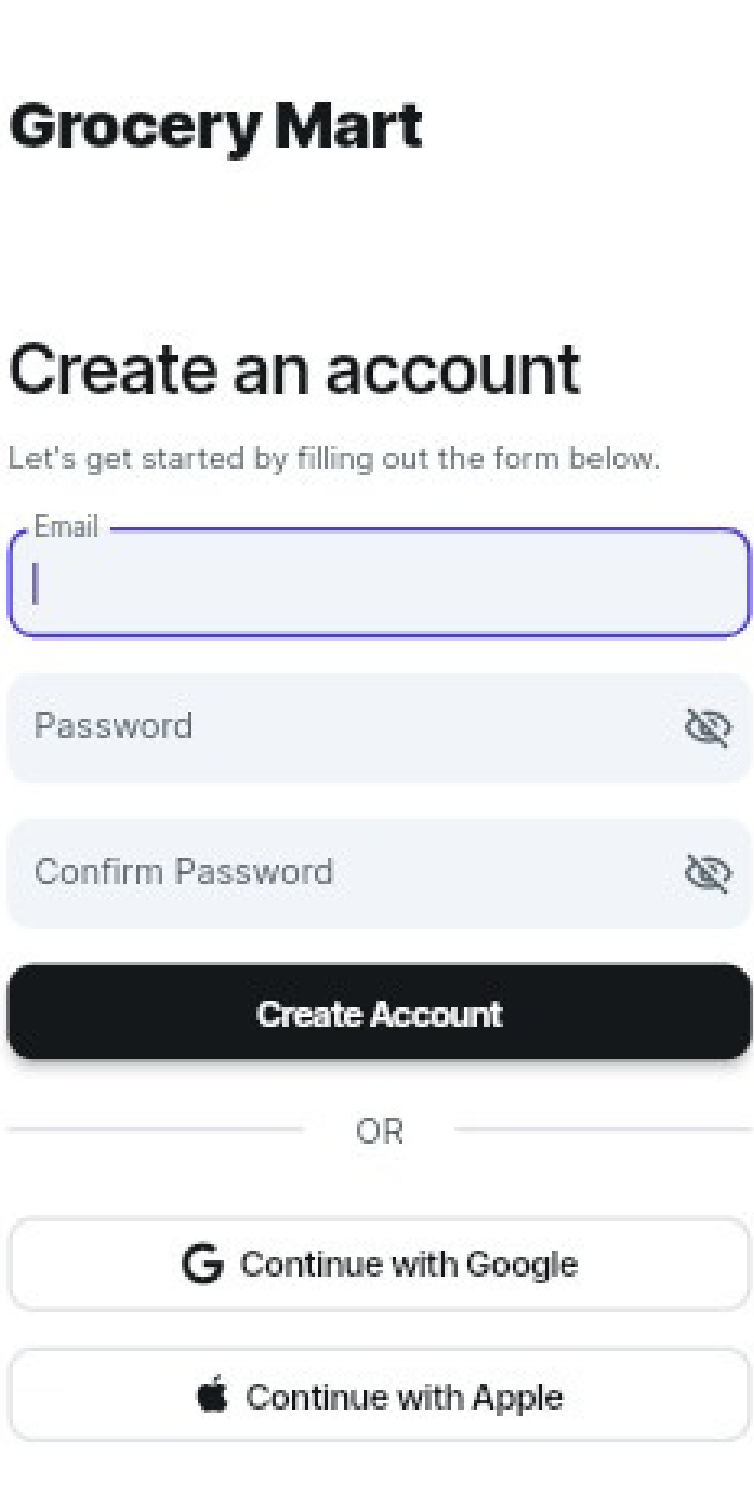 Grocery Mart
Create an account
Let's get started by filling out the form below.
Email
Password
Confirm Password
Create Account
OR
Continue with Google
Continue with Apple